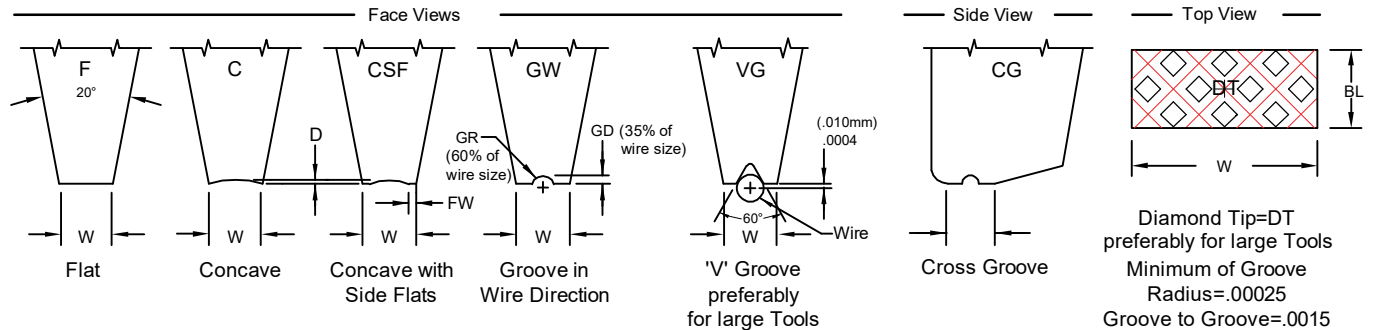 Face Views
Side View
Top View
F
20°
C
D
CSF
FW
GW
GR
(60% of
wire size)
GD (35% of
wire size)
VG
(.010mm)
.0004
60°
Wire
CG
DT
BL
W
W
W
W
W
W
Flat
Concave
Concave with
Side Flats
Groove in
Wire Direction
'V' Groove
preferably
for large Tools
Cross Groove
Diamond Tip=DT
preferably for large Tools
Minimum of Groove
Radius=.00025
Groove to Groove=.0015